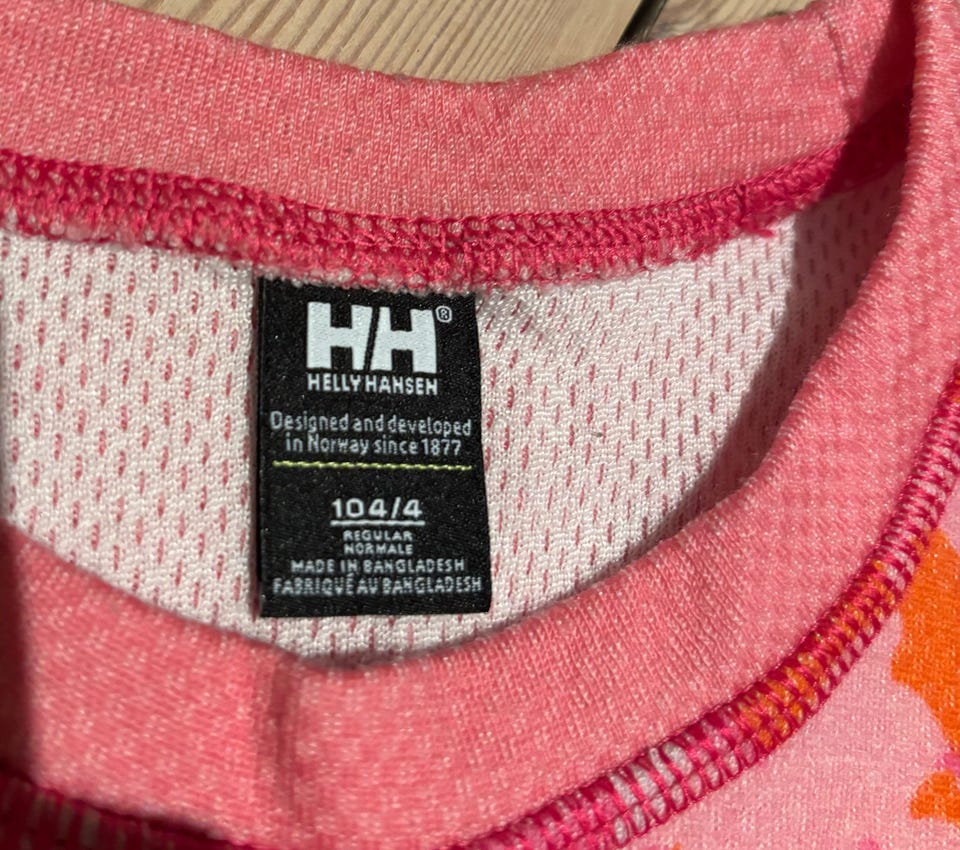 H/H®
HELLY HANSEN
Designed and developed
in Norway since 1877
104/4
REGULAR
NORMALE
MADE IN BANGLADESH
FABRIQUÉ AU BANGLADESH